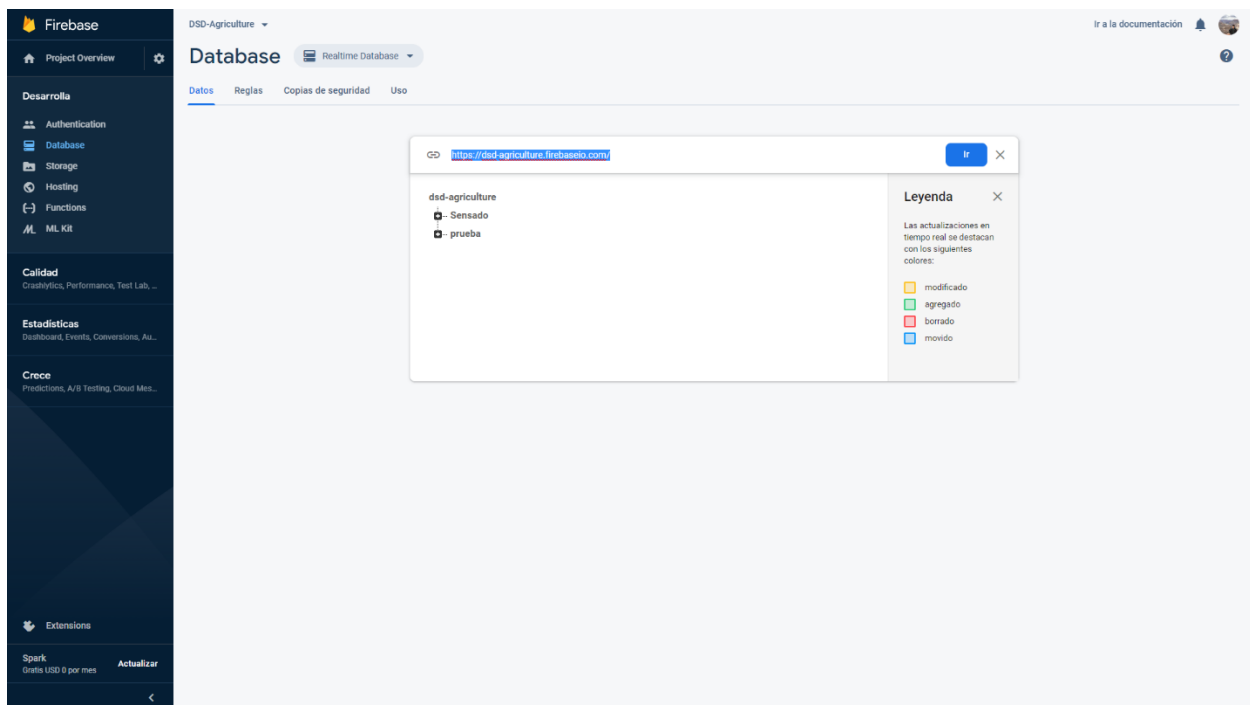 Firebase
Project Overview
Desarrolla
Authentication
Database
Storage
Hosting
Functions
ML Kit
Calidad
Crashlytics, Performance, Test Lab, ...
Estadísticas
Dashboard, Events, Conversions, Au...
Crece
Predictions, A/B Testing, Cloud Mes...
Extensions
Spark
Gratis USD 0 por mes
Actualizar
DSD-Agriculture
Ir a la documentación
Database
Realtime Database
Datos Reglas Copias de seguridad Uso
https://dsd-agriculture.firebaseio.com/
Ir
dsd-agriculture
Sensado
prueba
Leyenda
Las actualizaciones en
tiempo real se destacan
con los siguientes
colores:
modificado
agregado
borrado
movido